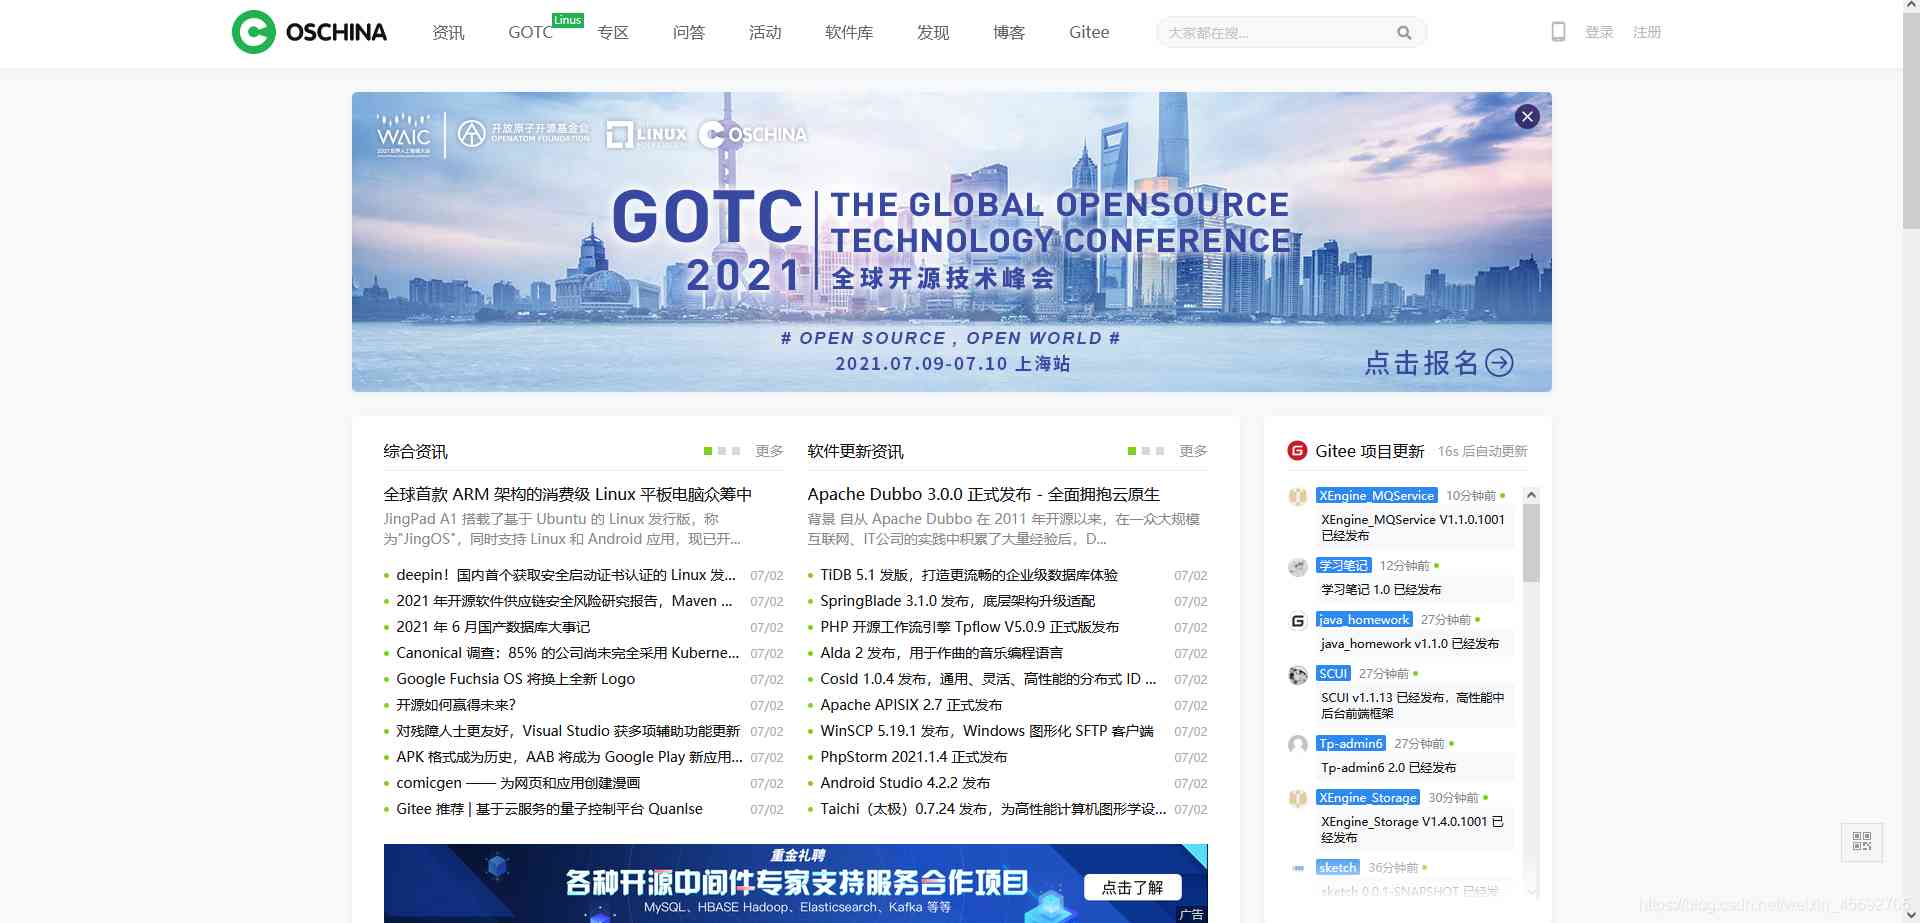 OSCHINA
资讯
GOTC
Linus
专区
问答
活动
软件库
发现
博客
Gitee
大家都在搜...
登录
注册
WAIC
2021世界人工智能大会
开放原子开源基金会
OPENATOM FOUNDATION
LINUX
OSCHINA
GOTC
2021
THE GLOBAL OPENSOURCE
TECHNOLOGY CONFERENCE
全球开源技术峰会
# OPEN SOURCE , OPEN WORLD #
2021.07.09-07.10 上海站
点击报名
综合资讯
更多
全球首款 ARM 架构的消费级 Linux 平板电脑众筹中
JingPad A1 搭载了基于 Ubuntu 的 Linux 发行版，称
为"JingOS"，同时支持 Linux 和 Android 应用，现已开...
deepin！国内首个获取安全启动证书认证的 Linux 发... 07/02
2021 年开源软件供应链安全风险研究报告，Maven ... 07/02
2021 年 6 月国产数据库大事记 07/02
Canonical 调查：85% 的公司尚未完全采用 Kuberne... 07/02
Google Fuchsia OS 将换上全新 Logo 07/02
开源如何赢得未来？ 07/02
对残障人士更友好，Visual Studio 获多项辅助功能更新 07/02
APK 格式成为历史，AAB 将成为 Google Play 新应用... 07/02
comicgen —— 为网页和应用创建漫画 07/02
Gitee 推荐 | 基于云服务的量子控制平台 Quanlse 07/02
软件更新资讯
更多
Apache Dubbo 3.0.0 正式发布 - 全面拥抱云原生
背景 自从 Apache Dubbo 在 2011 年开源以来，在一众大规模
互联网、IT公司的实践中积累了大量经验后，D...
TiDB 5.1 发版，打造更流畅的企业级数据库体验 07/02
SpringBlade 3.1.0 发布，底层架构升级适配 07/02
PHP 开源工作流引擎 Tpflow V5.0.9 正式版发布 07/02
Alda 2 发布，用于作曲的音乐编程语言 07/02
CosId 1.0.4 发布，通用、灵活、高性能的分布式 ID ... 07/02
Apache APISIX 2.7 正式发布 07/02
WinSCP 5.19.1 发布，Windows 图形化 SFTP 客户端 07/02
PhpStorm 2021.1.4 正式发布 07/02
Android Studio 4.2.2 发布 07/02
Taichi（太极）0.7.24 发布，为高性能计算机图形学设... 07/02
Gitee 项目更新
16s 后自动更新
XEngine_MQService 10分钟前
XEngine_MQService V1.1.0.1001
已经发布
学习笔记 12分钟前
学习笔记 1.0 已经发布
java_homework 27分钟前
java_homework v1.1.0 已经发布
SCUI 27分钟前
SCUI v1.1.13 已经发布，高性能中
后台前端框架
Tp-admin6 27分钟前
Tp-admin6 2.0 已经发布
XEngine_Storage 30分钟前
XEngine_Storage V1.4.0.1001 已
经发布
sketch 36分钟前
sketch 0.0.1-SNAPSHOT 已经发
重金礼聘
各种开源中间件专家支持服务合作项目
MySQL、HBASE Hadoop、Elasticsearch、Kafka 等等
点击了解
广告
https://blog.csdn.net/weixin_45692705